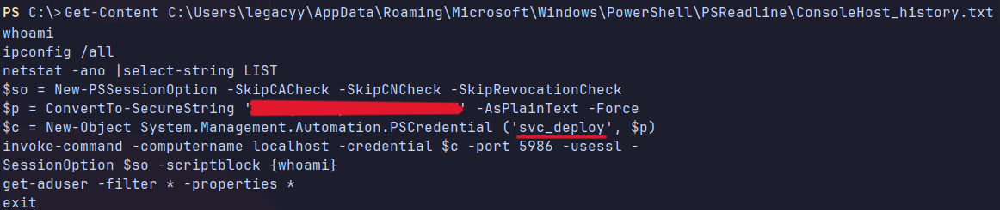 PS C:\> Get-Content C:\Users\legacyy\AppData\Roaming\Microsoft\Windows\PowerShell\PSReadline\ConsoleHost_history.txt
whoami
ipconfig /all
netstat -ano |select-string LIST
$so = New-PSSessionOption -SkipCACheck -SkipCNCheck -SkipRevocationCheck
$p = ConvertTo-SecureString '' -AsPlainText -Force
$c = New-Object System.Management.Automation.PSCredential ('svc_deploy', $p)
invoke-command -computername localhost -credential $c -port 5986 -usessl -
SessionOption $so -scriptblock {whoami}
get-aduser -filter * -properties *
exit